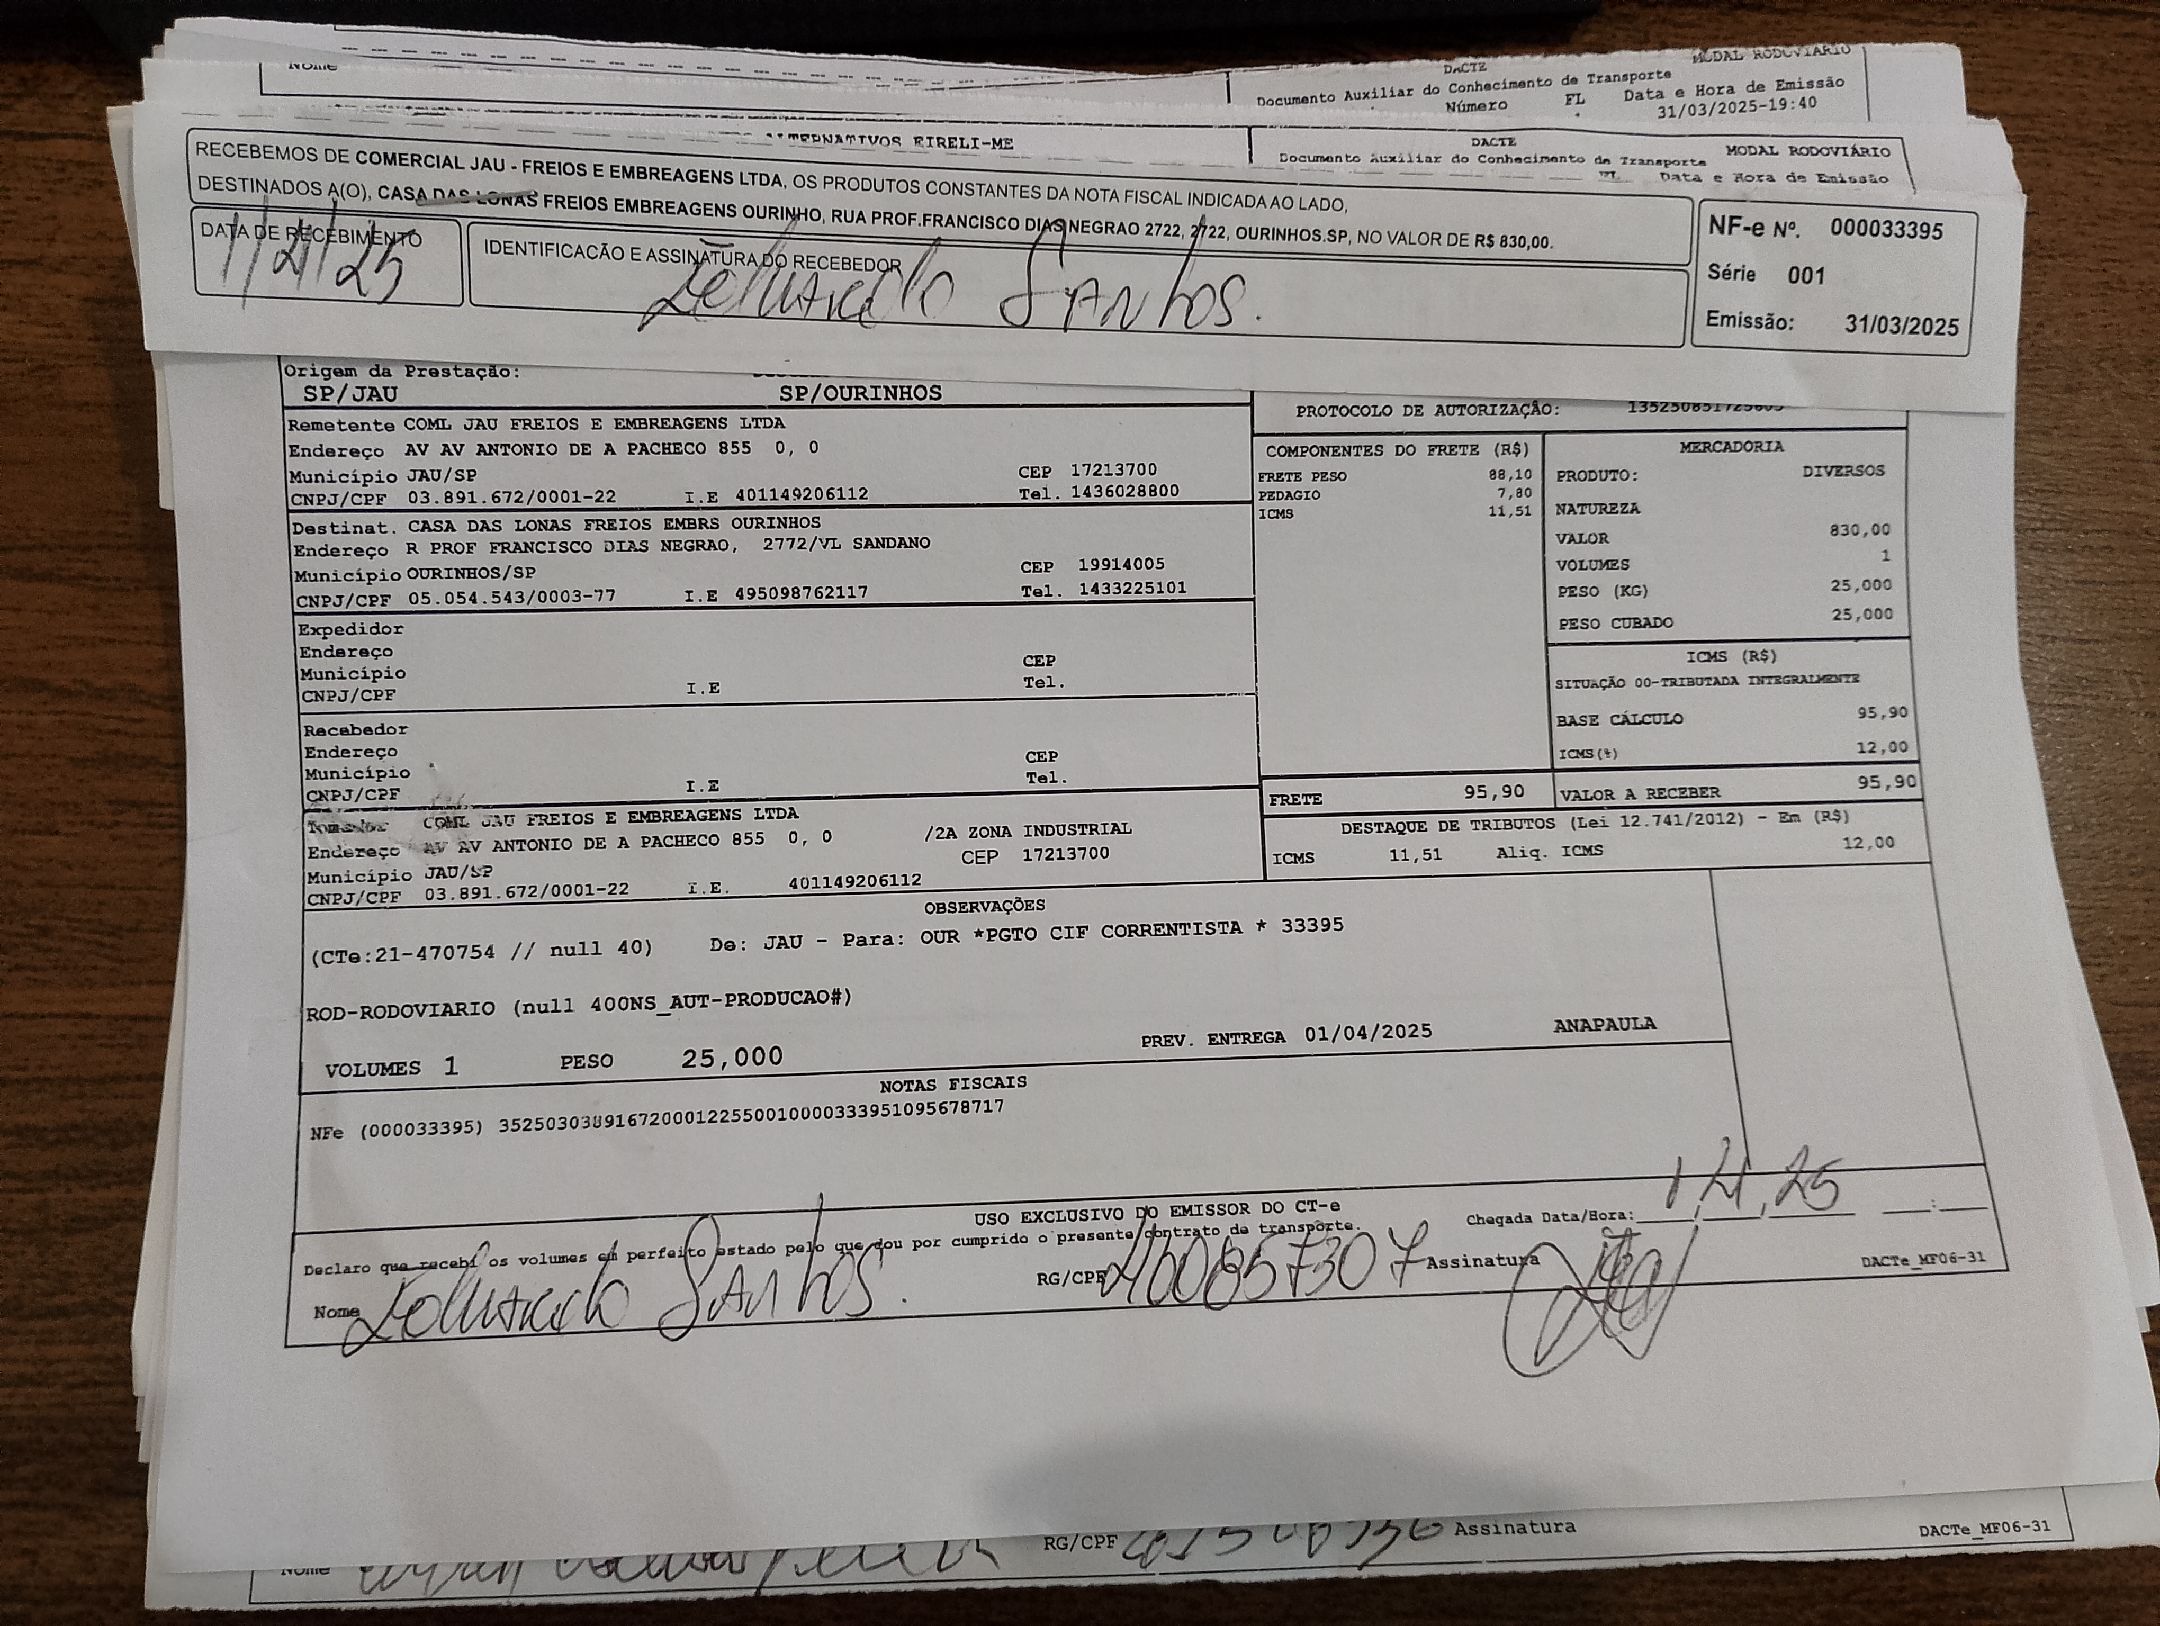 Nome
DACTE
MODAL RODOVIÁRIO
Documento Auxiliar do Conhecimento de Transporte
Número FL Data e Hora de Emissão
31/03/2025-19:40
ALTERNATIVOS EIRELI-ME
DACTE
MODAL RODOVIÁRIO
Documento Auxiliar do Conhecimento de Transporte
FL Data e Hora de Emissão
RECEBEMOS DE COMERCIAL JAU - FREIOS E EMBREAGENS LTDA, OS PRODUTOS CONSTANTES DA NOTA FISCAL INDICADA AO LADO,
DESTINADOS A(O), CASA DAS LONAS FREIOS EMBREAGENS OURINHO, RUA PROF.FRANCISCO DIAS NEGRAO 2722, 2722, OURINHOS.SP, NO VALOR DE R$ 830,00.
DATA DE RECEBIMENTO
1/4/25
IDENTIFICACÃO E ASSINATURA DO RECEBEDOR
Santos.
NF-e Nº. 000033395
Série 001
Emissão: 31/03/2025
Origem da Prestação:
SP/JAU SP/OURINHOS
Remetente COML JAU FREIOS E EMBREAGENS LTDA
Endereço AV AV ANTONIO DE A PACHECO 855 0, 0
Município JAU/SP CEP 17213700
CNPJ/CPF 03.891.672/0001-22 I.E 401149206112 Tel. 1436028800
Destinat. CASA DAS LONAS FREIOS EMBRS OURINHOS
Endereço R PROF FRANCISCO DIAS NEGRAO, 2772/VL SANDANO
Município OURINHOS/SP CEP 19914005
CNPJ/CPF 05.054.543/0003-77 I.E 495098762117 Tel. 1433225101
Expedidor
Endereço
Município CEP
CNPJ/CPF I.E Tel.
Recebedor
Endereço
Município CEP
CNPJ/CPF I.E Tel.
Tomador COML JAU FREIOS E EMBREAGENS LTDA
Endereço AV AV ANTONIO DE A PACHECO 855 0, 0 /2A ZONA INDUSTRIAL
Município JAU/SP CEP 17213700
CNPJ/CPF 03.891.672/0001-22 I.E. 401149206112
PROTOCOLO DE AUTORIZAÇÃO:
COMPONENTES DO FRETE (R$)
FRETE PESO 88,10
PEDAGIO 7,80
ICMS 11,51
MERCADORIA
PRODUTO: DIVERSOS
NATUREZA
VALOR 830,00
VOLUMES 1
PESO (KG) 25,000
PESO CUBADO 25,000
ICMS (R$)
SITUAÇÃO 00-TRIBUTADA INTEGRALMENTE
BASE CÁLCULO 95,90
ICMS(%) 12,00
FRETE 95,90 VALOR A RECEBER 95,90
DESTAQUE DE TRIBUTOS (Lei 12.741/2012) - Em (R$)
ICMS 11,51 Aliq. ICMS 12,00
OBSERVAÇÕES
(CTe:21-470754 // null 40) De: JAU - Para: OUR *PGTO CIF CORRENTISTA * 33395
ROD-RODOVIARIO (null 400NS_AUT-PRODUCAO#)
VOLUMES 1 PESO 25,000 PREV. ENTREGA 01/04/2025 ANAPAULA
NOTAS FISCAIS
NFe (000033395) 35250303891672000122550010000333951095678717
USO EXCLUSIVO DO EMISSOR DO CT-e
Declaro que recebi os volumes em perfeito estado pelo que dou por cumprido o presente contrato de transporte.
Chegada Data/Hora: 1,4,25 :
Nome Santos. RG/CPF Assinatura
DACTe_MF06-31
Nome RG/CPF Assinatura
DACTe_MF06-31